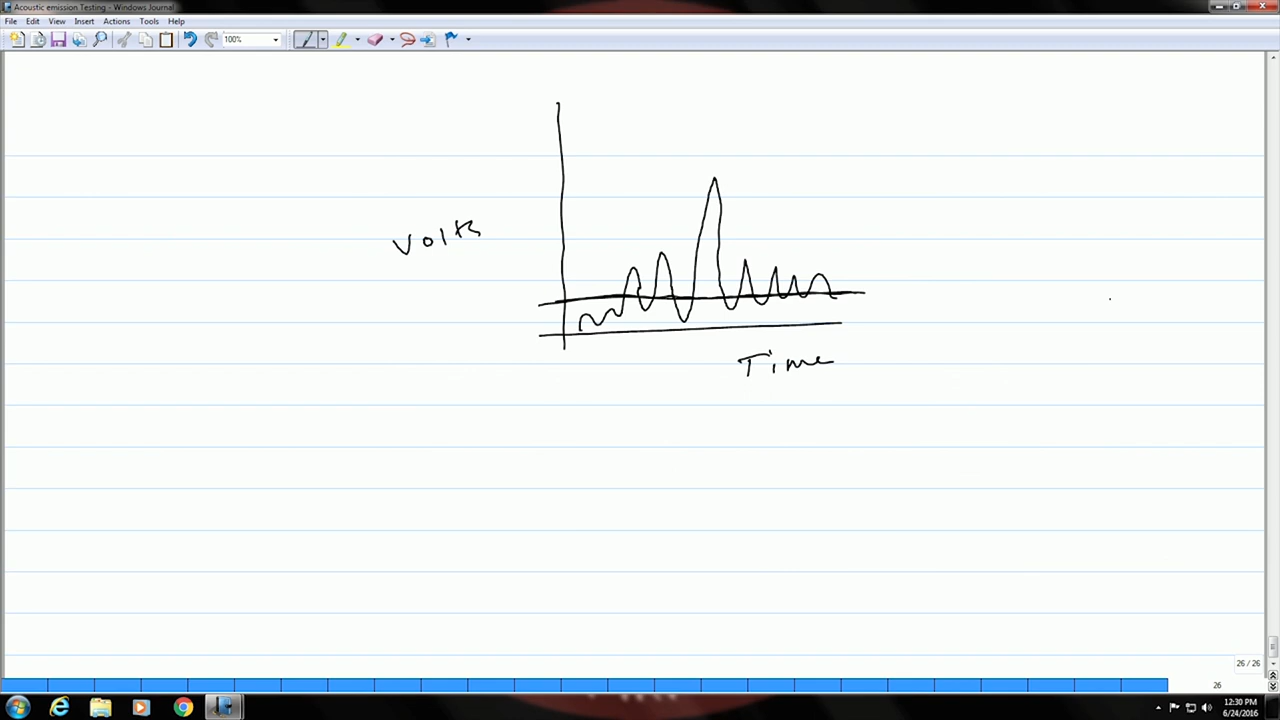 Acoustic emission Testing - Windows Journal
File Edit View Insert Actions Tools Help
100%
Volts
Time
26 / 26
26
12:30 PM
6/24/2016